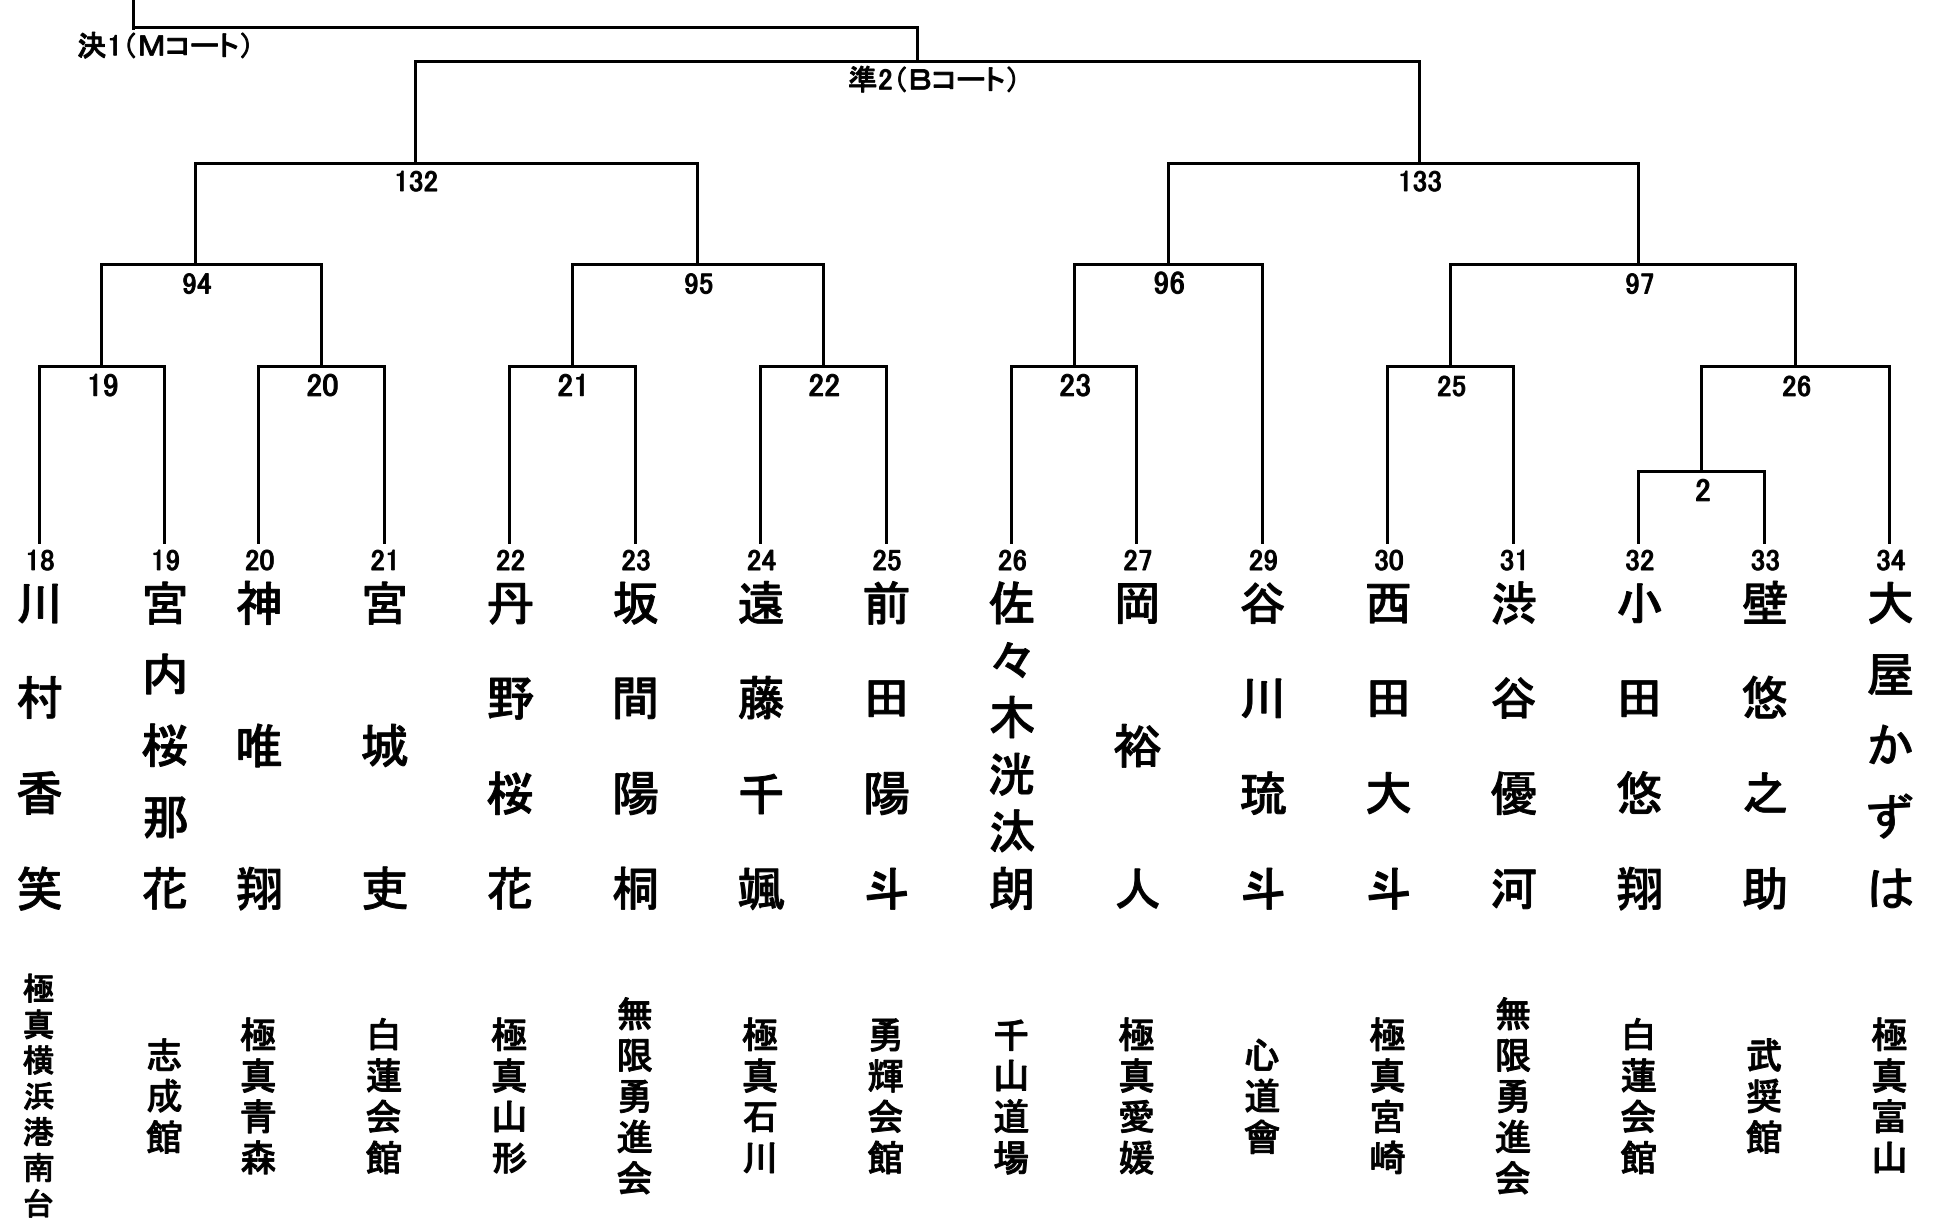 決1（Mコート）
準2（Bコート）
132
133
94
95
96
97
19
20
21
22
23
25
26
2
18
19
20
21
22
23
24
25
26
27
29
30
31
32
33
34
川村香笑
宮内桜那花
神唯翔
宮城吏
丹野桜花
坂間陽桐
遠藤千颯
前田陽斗
佐々木洸汰朗
岡裕人
谷川琉斗
西田大斗
渋谷優河
小田悠翔
壁悠之助
大屋かずは
極真横浜港南台
志成館
極真青森
白蓮会館
極真山形
無限勇進会
極真石川
勇輝会館
千山道場
極真愛媛
心道會
極真宮崎
無限勇進会
白蓮会館
武奨館
極真富山